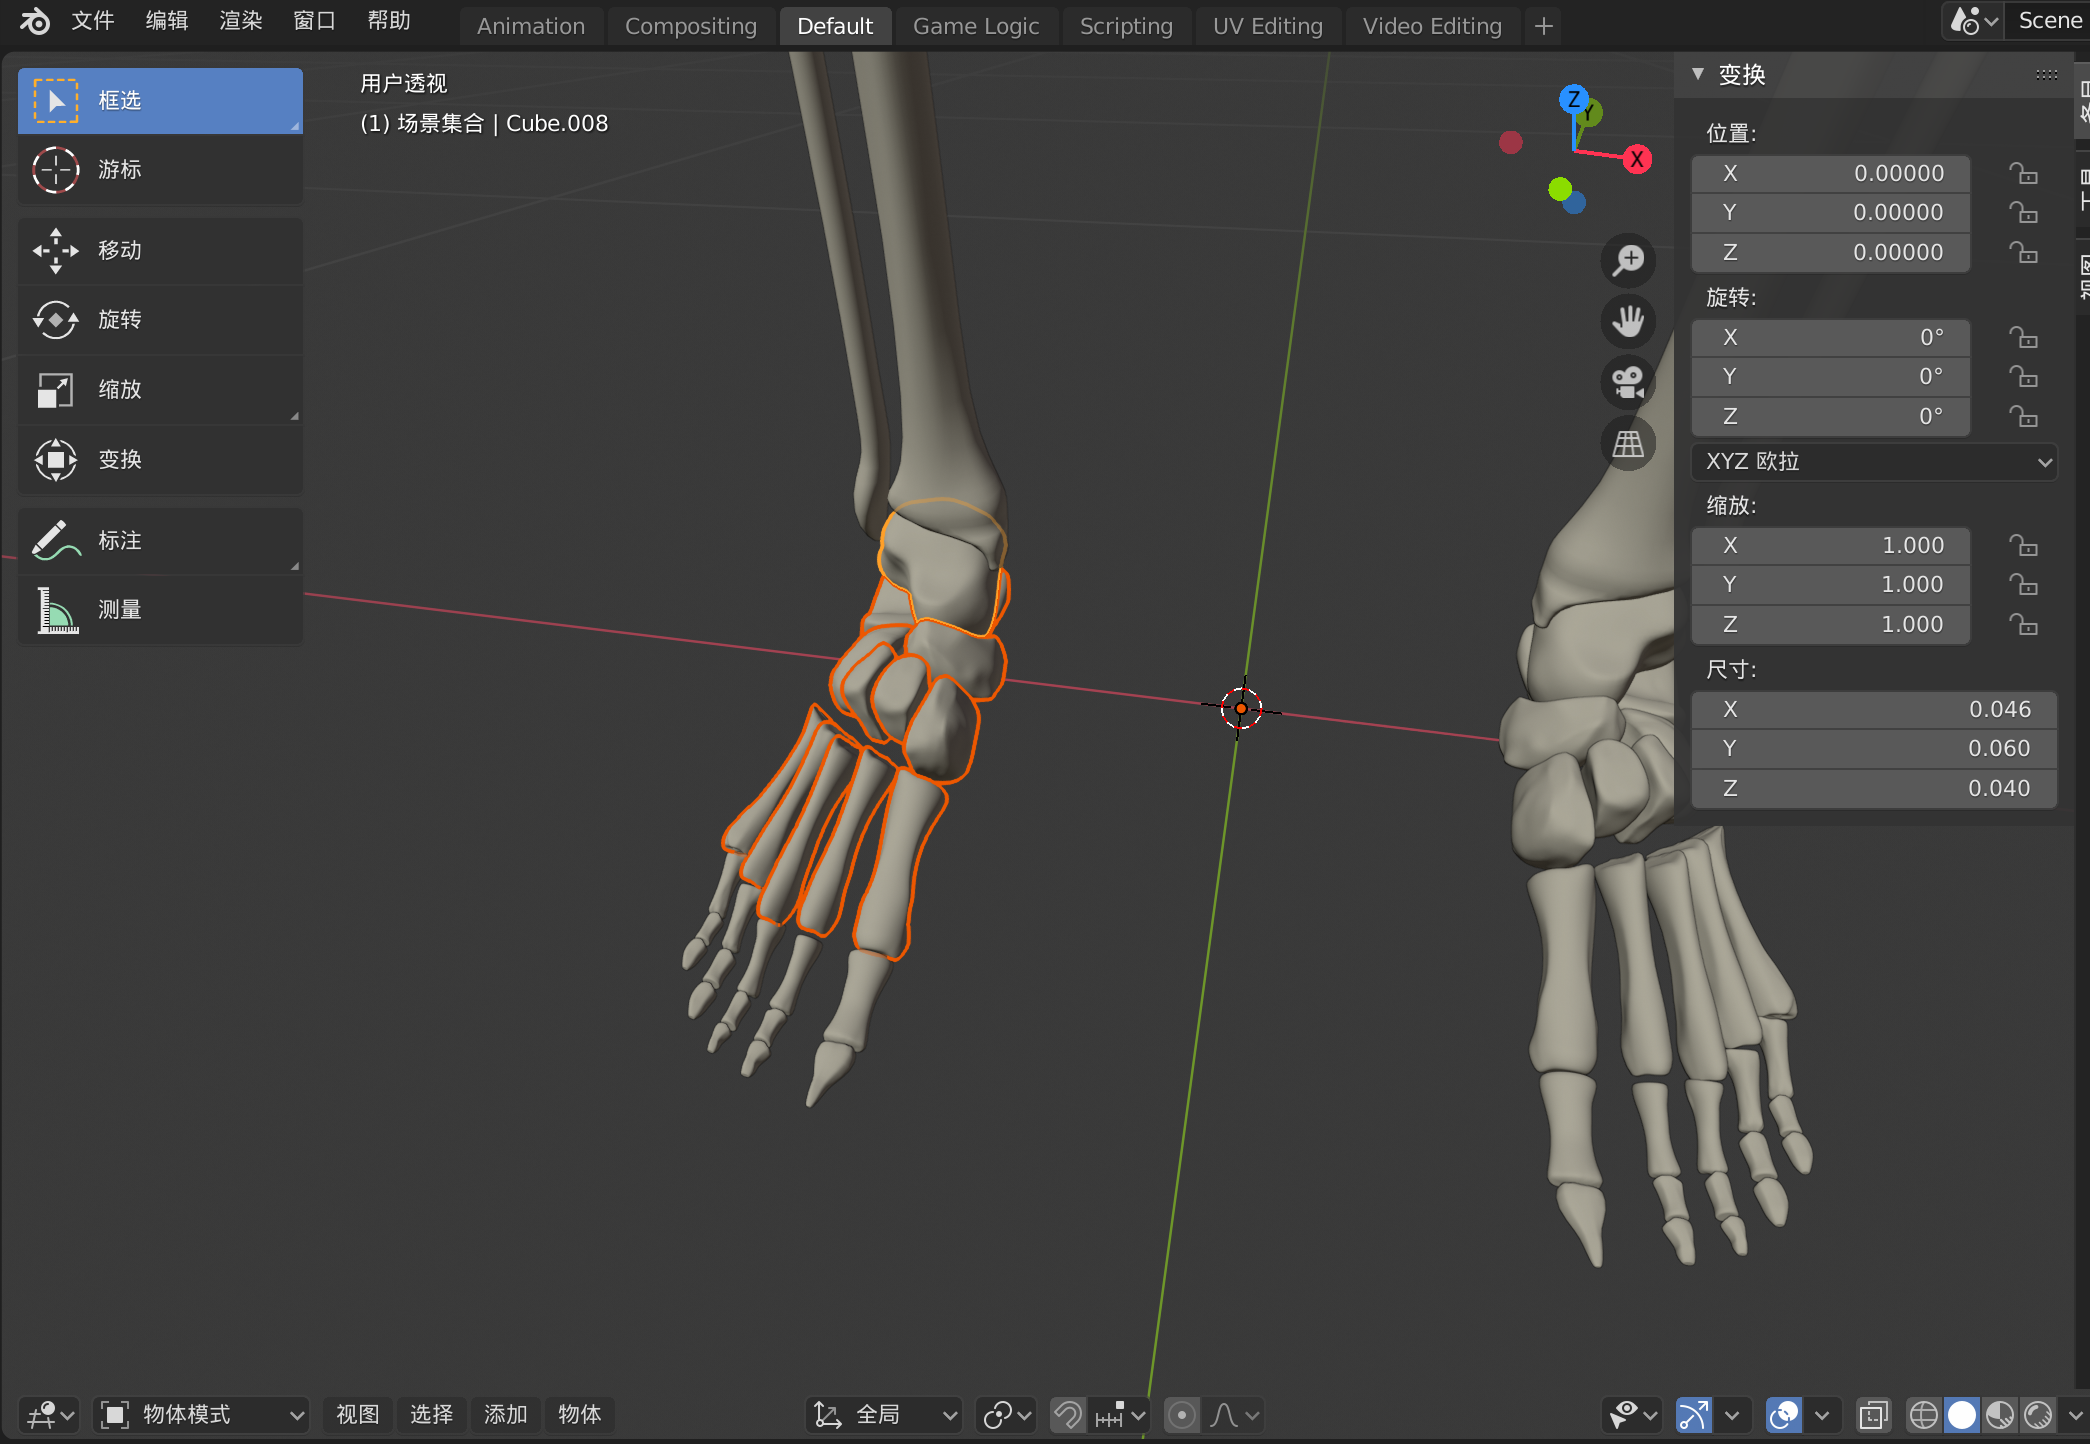 文件 编辑 渲染 窗口 帮助 Animation Compositing Default Game Logic Scripting UV Editing Video Editing + Scene
框选
游标
移动
旋转
缩放
变换
标注
测量
用户透视
(1) 场景集合 | Cube.008
Z
Y
X
变换
位置:
X 0.00000
Y 0.00000
Z 0.00000
旋转:
X 0°
Y 0°
Z 0°
XYZ 欧拉
缩放:
X 1.000
Y 1.000
Z 1.000
尺寸:
X 0.046
Y 0.060
Z 0.040
物体模式 视图 选择 添加 物体 全局